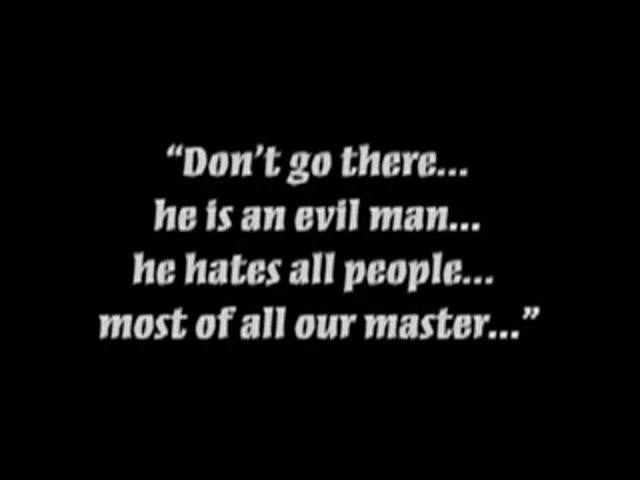 “Don’t go there...
he is an evil man...
he hates all people...
most of all our master...”